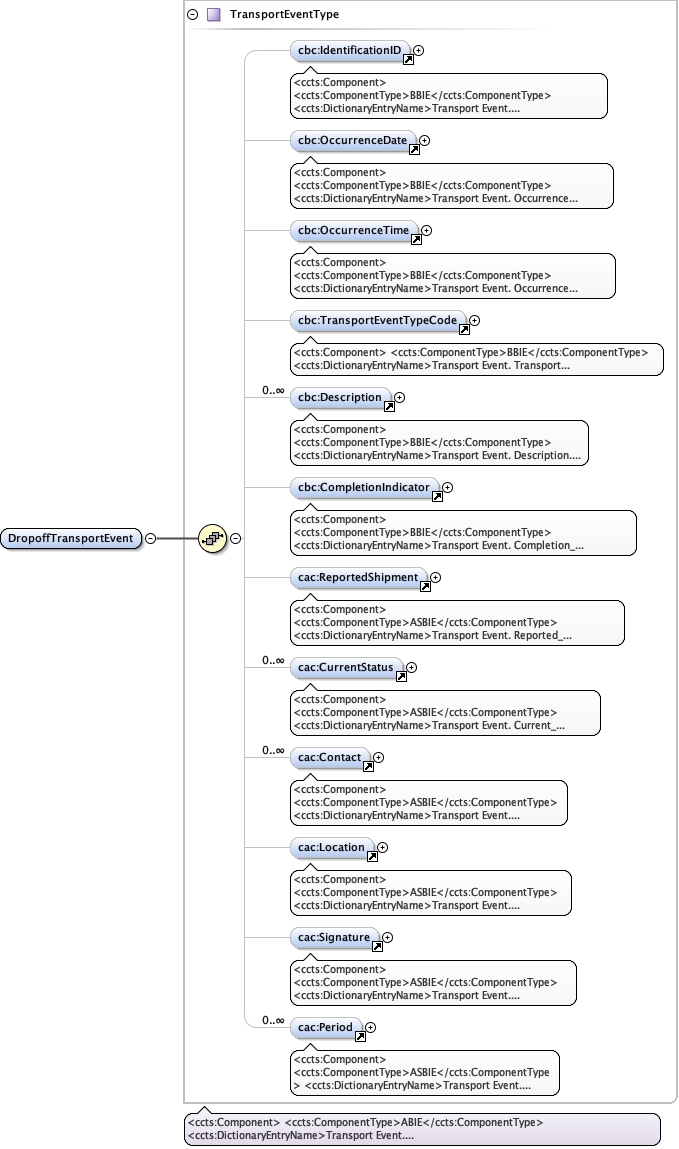 TransportEventType
cbc:IdentificationID
<ccts:Component>
<ccts:ComponentType>BBIE</ccts:ComponentType>
<ccts:DictionaryEntryName>Transport Event....
cbc:OccurrenceDate
<ccts:Component>
<ccts:ComponentType>BBIE</ccts:ComponentType>
<ccts:DictionaryEntryName>Transport Event. Occurrence...
cbc:OccurrenceTime
<ccts:Component>
<ccts:ComponentType>BBIE</ccts:ComponentType>
<ccts:DictionaryEntryName>Transport Event. Occurrence...
cbc:TransportEventTypeCode
<ccts:Component> <ccts:ComponentType>BBIE</ccts:ComponentType>
<ccts:DictionaryEntryName>Transport Event. Transport...
0..∞
cbc:Description
<ccts:Component>
<ccts:ComponentType>BBIE</ccts:ComponentType>
<ccts:DictionaryEntryName>Transport Event. Description....
cbc:CompletionIndicator
<ccts:Component>
<ccts:ComponentType>BBIE</ccts:ComponentType>
<ccts:DictionaryEntryName>Transport Event. Completion_...
DropoffTransportEvent
cac:ReportedShipment
<ccts:Component>
<ccts:ComponentType>ASBIE</ccts:ComponentType>
<ccts:DictionaryEntryName>Transport Event. Reported_...
0..∞
cac:CurrentStatus
<ccts:Component>
<ccts:ComponentType>ASBIE</ccts:ComponentType>
<ccts:DictionaryEntryName>Transport Event. Current_...
0..∞
cac:Contact
<ccts:Component>
<ccts:ComponentType>ASBIE</ccts:ComponentType>
<ccts:DictionaryEntryName>Transport Event....
cac:Location
<ccts:Component>
<ccts:ComponentType>ASBIE</ccts:ComponentType>
<ccts:DictionaryEntryName>Transport Event....
cac:Signature
<ccts:Component>
<ccts:ComponentType>ASBIE</ccts:ComponentType>
<ccts:DictionaryEntryName>Transport Event....
0..∞
cac:Period
<ccts:Component>
<ccts:ComponentType>ASBIE</ccts:ComponentType
> <ccts:DictionaryEntryName>Transport Event....
<ccts:Component> <ccts:ComponentType>ABIE</ccts:ComponentType>
<ccts:DictionaryEntryName>Transport Event....